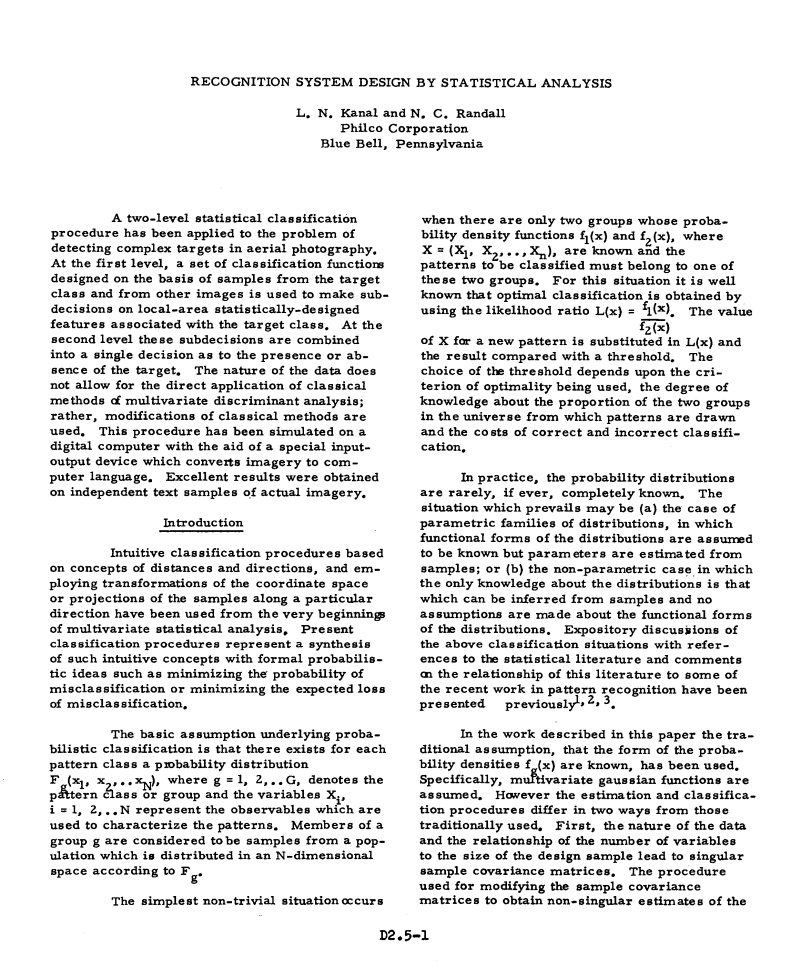 RECOGNITION SYSTEM DESIGN BY STATISTICAL ANALYSIS
L. N. Kanal and N. C. Randall
Philco Corporation
Blue Bell, Pennsylvania
A two-level statistical classification
procedure has been applied to the problem of
detecting complex targets in aerial photography.
At the first level, a set of classification functions
designed on the basis of samples from the target
class and from other images is used to make sub-
decisions on local-area statistically-designed
features associated with the target class. At the
second level these subdecisions are combined
into a single decision as to the presence or ab-
sence of the target. The nature of the data does
not allow for the direct application of classical
methods of multivariate discriminant analysis;
rather, modifications of classical methods are
used. This procedure has been simulated on a
digital computer with the aid of a special input-
output device which converts imagery to com-
puter language. Excellent results were obtained
on independent text samples of actual imagery.
Introduction
Intuitive classification procedures based
on concepts of distances and directions, and em-
ploying transformations of the coordinate space
or projections of the samples along a particular
direction have been used from the very beginnings
of multivariate statistical analysis. Present
classification procedures represent a synthesis
of such intuitive concepts with formal probabilis-
tic ideas such as minimizing the probability of
misclassification or minimizing the expected loss
of misclassification.
The basic assumption underlying proba-
bilistic classification is that there exists for each
pattern class a probability distribution
F_g(x_1, x_2,..x_N), where g = 1, 2,..G, denotes the
pattern class or group and the variables X_i,
i = 1, 2,..N represent the observables which are
used to characterize the patterns. Members of a
group g are considered to be samples from a pop-
ulation which is distributed in an N-dimensional
space according to F_g.
The simplest non-trivial situation occurs
when there are only two groups whose proba-
bility density functions f_1(x) and f_2(x), where
X = (X_1, X_2,..,X_n), are known and the
patterns to be classified must belong to one of
these two groups. For this situation it is well
known that optimal classification is obtained by
using the likelihood ratio L(x) = f_1(x). The value
f_2(x)
of X for a new pattern is substituted in L(x) and
the result compared with a threshold. The
choice of the threshold depends upon the cri-
terion of optimality being used, the degree of
knowledge about the proportion of the two groups
in the universe from which patterns are drawn
and the costs of correct and incorrect classifi-
cation.
In practice, the probability distributions
are rarely, if ever, completely known. The
situation which prevails may be (a) the case of
parametric families of distributions, in which
functional forms of the distributions are assumed
to be known but parameters are estimated from
samples; or (b) the non-parametric case in which
the only knowledge about the distributions is that
which can be inferred from samples and no
assumptions are made about the functional forms
of the distributions. Expository discussions of
the above classification situations with refer-
ences to the statistical literature and comments
on the relationship of this literature to some of
the recent work in pattern recognition have been
presented previously^1, 2, 3.
In the work described in this paper the tra-
ditional assumption, that the form of the proba-
bility densities f_g(x) are known, has been used.
Specifically, multivariate gaussian functions are
assumed. However the estimation and classifica-
tion procedures differ in two ways from those
traditionally used. First, the nature of the data
and the relationship of the number of variables
to the size of the design sample lead to singular
sample covariance matrices. The procedure
used for modifying the sample covariance
matrices to obtain non-singular estimates of the
D2.5-1